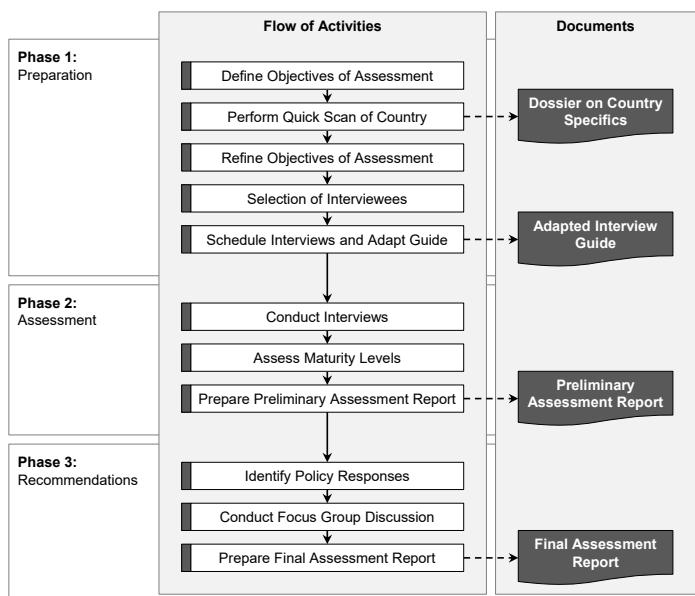 Flow of Activities
Documents
Phase 1:
Preparation
Define Objectives of Assessment
Perform Quick Scan of Country
Dossier on Country
Specifics
Refine Objectives of Assessment
Selection of Interviewees
Schedule Interviews and Adapt Guide
Adapted Interview
Guide
Phase 2:
Assessment
Conduct Interviews
Assess Maturity Levels
Prepare Preliminary Assessment Report
Preliminary
Assessment Report
Phase 3:
Recommendations
Identify Policy Responses
Conduct Focus Group Discussion
Prepare Final Assessment Report
Final Assessment
Report